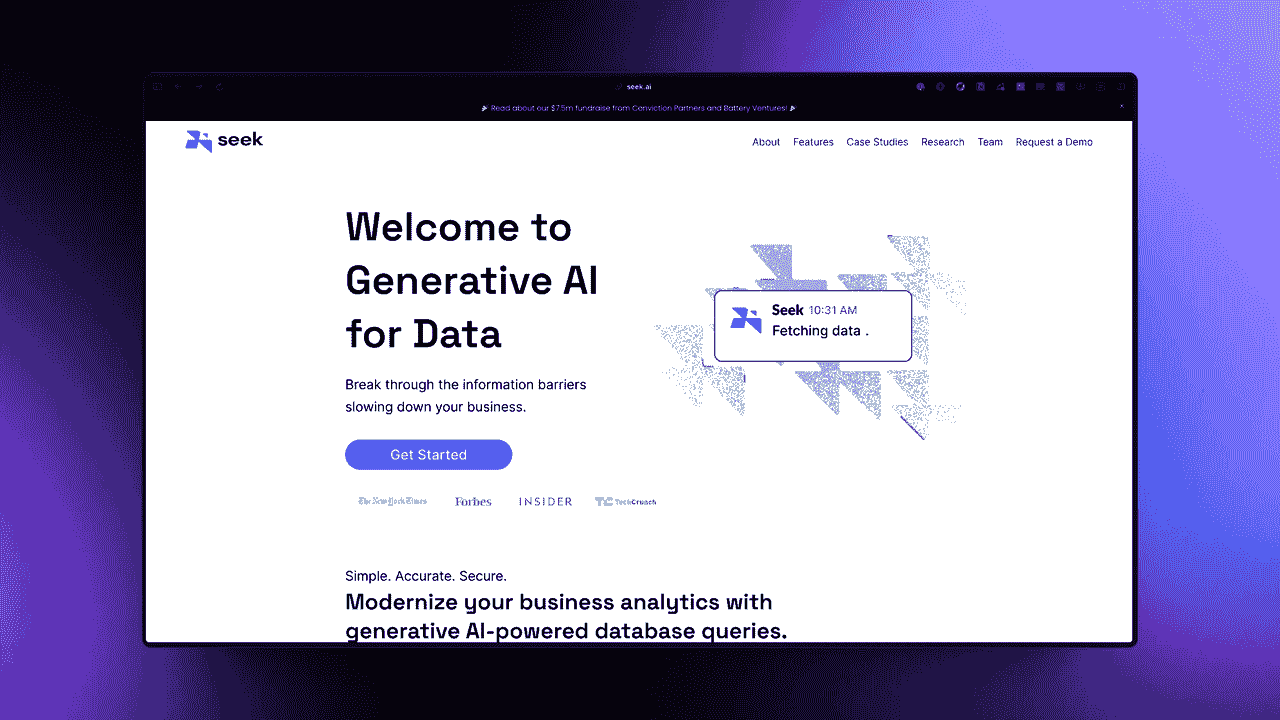 seek.ai
Read about our $7.5m fundraise from Conviction Partners and Battery Ventures!
seek
About Features Case Studies Research Team Request a Demo
Welcome to
Generative AI
for Data
Break through the information barriers
slowing down your business.
Get Started
Seek 10:31 AM
Fetching data .
The New York Times Forbes INSIDER TC TechCrunch
Simple. Accurate. Secure.
Modernize your business analytics with
generative AI-powered database queries.